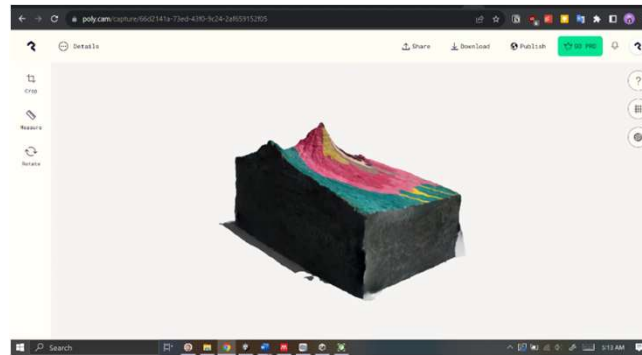 poly.cam/capture/66d2141a-73ed-43f0-9c24-2af659152f05
Details
Share
Download
Publish
GO PRO
Crop
Measure
Rotate
Search
5:13 AM